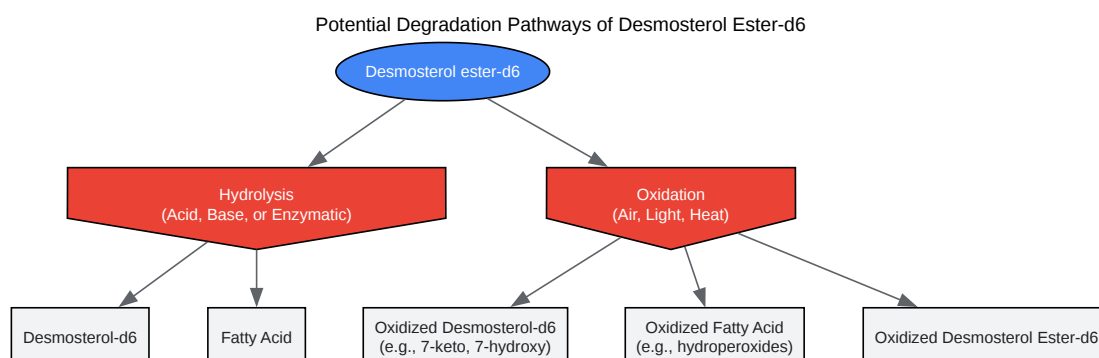 Potential Degradation Pathways of Desmosterol Ester-d6
Desmosterol ester-d6
Hydrolysis
(Acid, Base, or Enzymatic)
Oxidation
(Air, Light, Heat)
Desmosterol-d6
Fatty Acid
Oxidized Desmosterol-d6
(e.g., 7-keto, 7-hydroxy)
Oxidized Fatty Acid
(e.g., hydroperoxides)
Oxidized Desmosterol Ester-d6